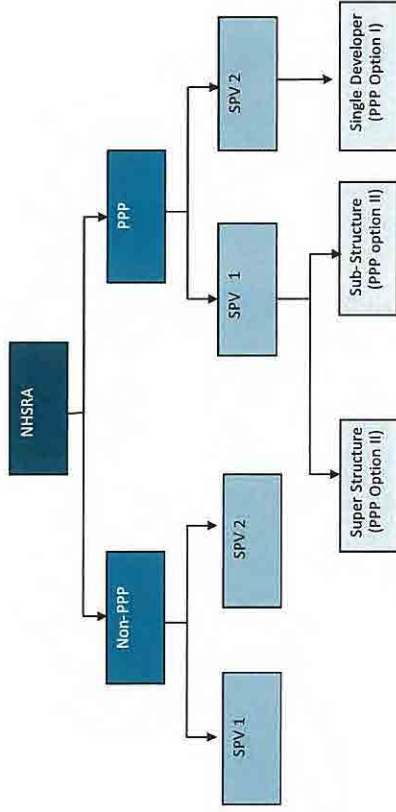 NHSRA
Non-PPP
PPP
SPV 1
SPV 2
SPV 1
SPV 2
Super Structure
(PPP Option II)
Sub-Structure
(PPP option II)
Single Developer
(PPP Option I)